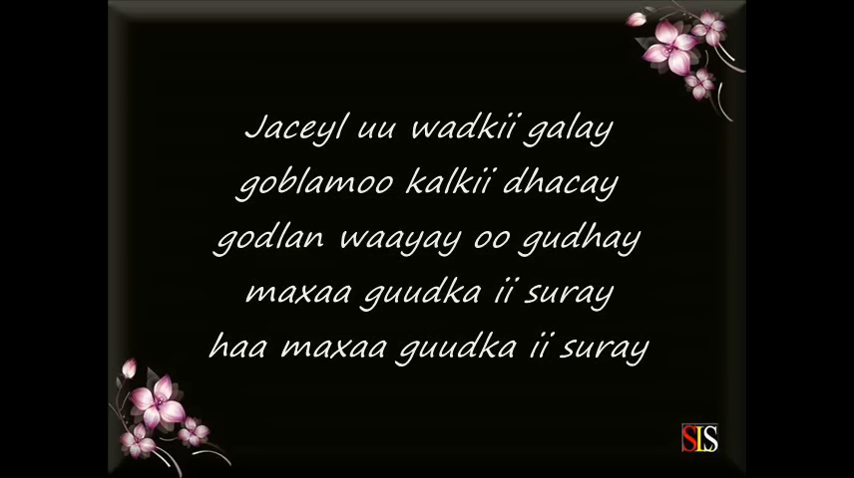 Jaceyl uu wadkii galay
goblamoo kalkii dhacay
godlan waayay oo gudhay
maxaa guudka ii suray
haa maxaa guudka ii suray
SLS